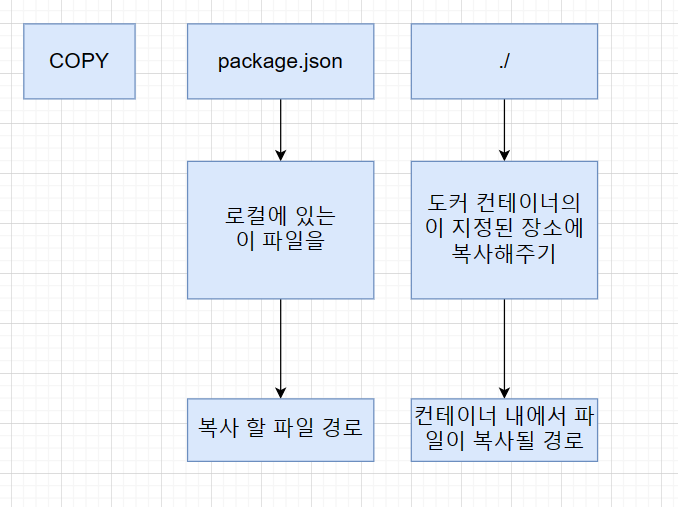 COPY
package.json
./
로컬에 있는
이 파일을
도커 컨테이너의
이 지정된 장소에
복사해주기
복사 할 파일 경로
컨테이너 내에서 파
일이 복사될 경로